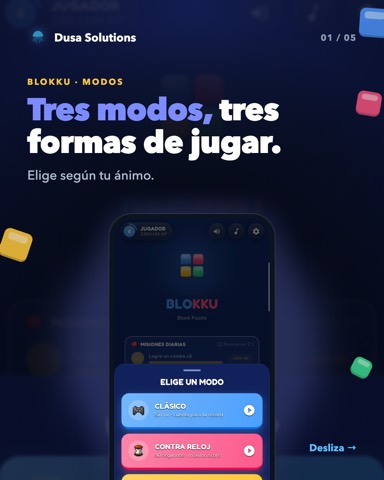 Dusa Solutions
01 / 05
BLOKKU · MODOS
Tres modos, tres
formas de jugar.
Elige según tu ánimo.
JUGADOR
BLOKKU
Block Puzzle
MISIONES DIARIAS
ELIGE UN MODO
CLÁSICO
CONTRA RELOJ
Desliza →